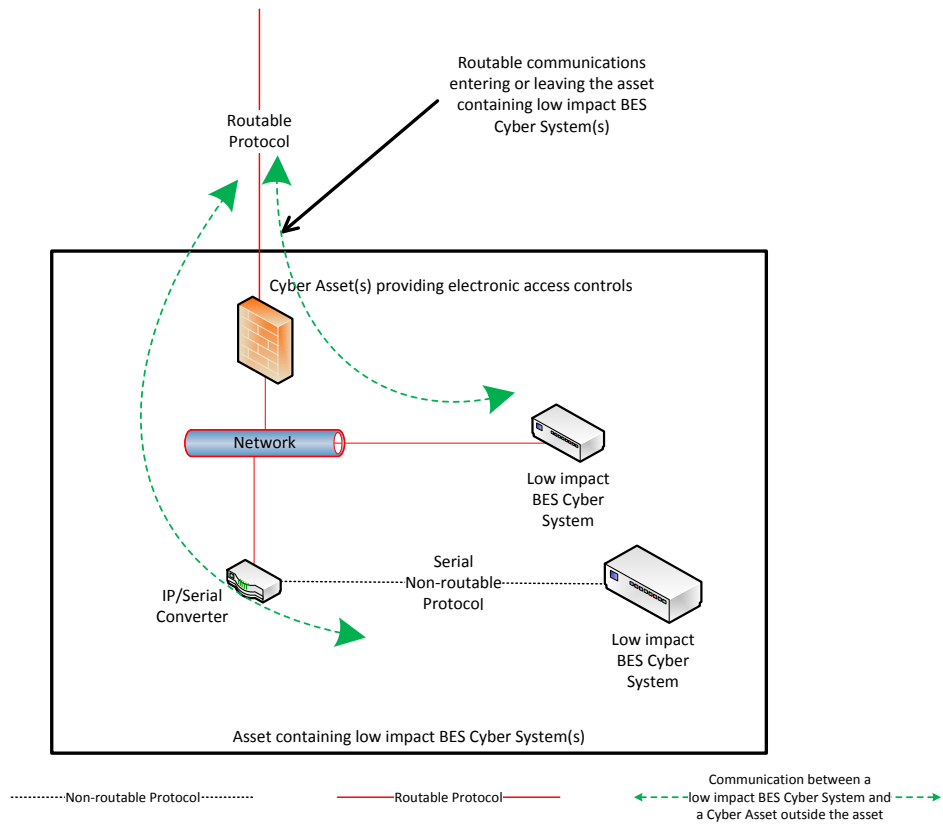 Routable communications
entering or leaving the asset
containing low impact BES
Cyber System(s)
Routable
Protocol
Cyber Asset(s) providing electronic access controls
Network
Low impact
BES Cyber
System
Serial
Non-routable
Protocol
IP/Serial
Converter
Low impact
BES Cyber
System
Asset containing low impact BES Cyber System(s)
Non-routable Protocol
Routable Protocol
Communication between a
low impact BES Cyber System and
a Cyber Asset outside the asset